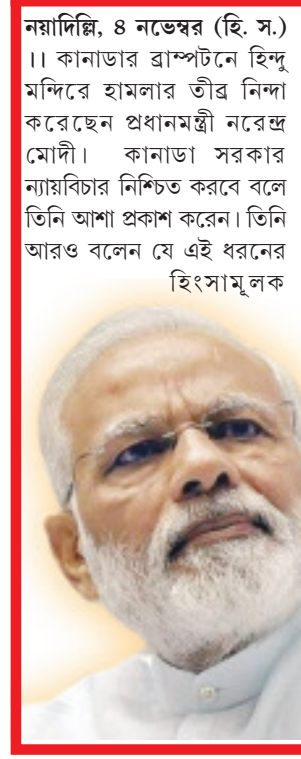 নয়াদিল্লি, ৪ নভেম্বর (হি. স.)
।। কানাডার ব্রাম্পটনে হিন্দু
মন্দিরে হামলার তীব্র নিন্দা
করেছেন প্রধানমন্ত্রী নরেন্দ্র
মোদী। কানাডা সরকার
ন্যায়বিচার নিশ্চিত করবে বলে
তিনি আশা প্রকাশ করেন। তিনি
আরও বলেন যে এই ধরনের
হিংসামূলক